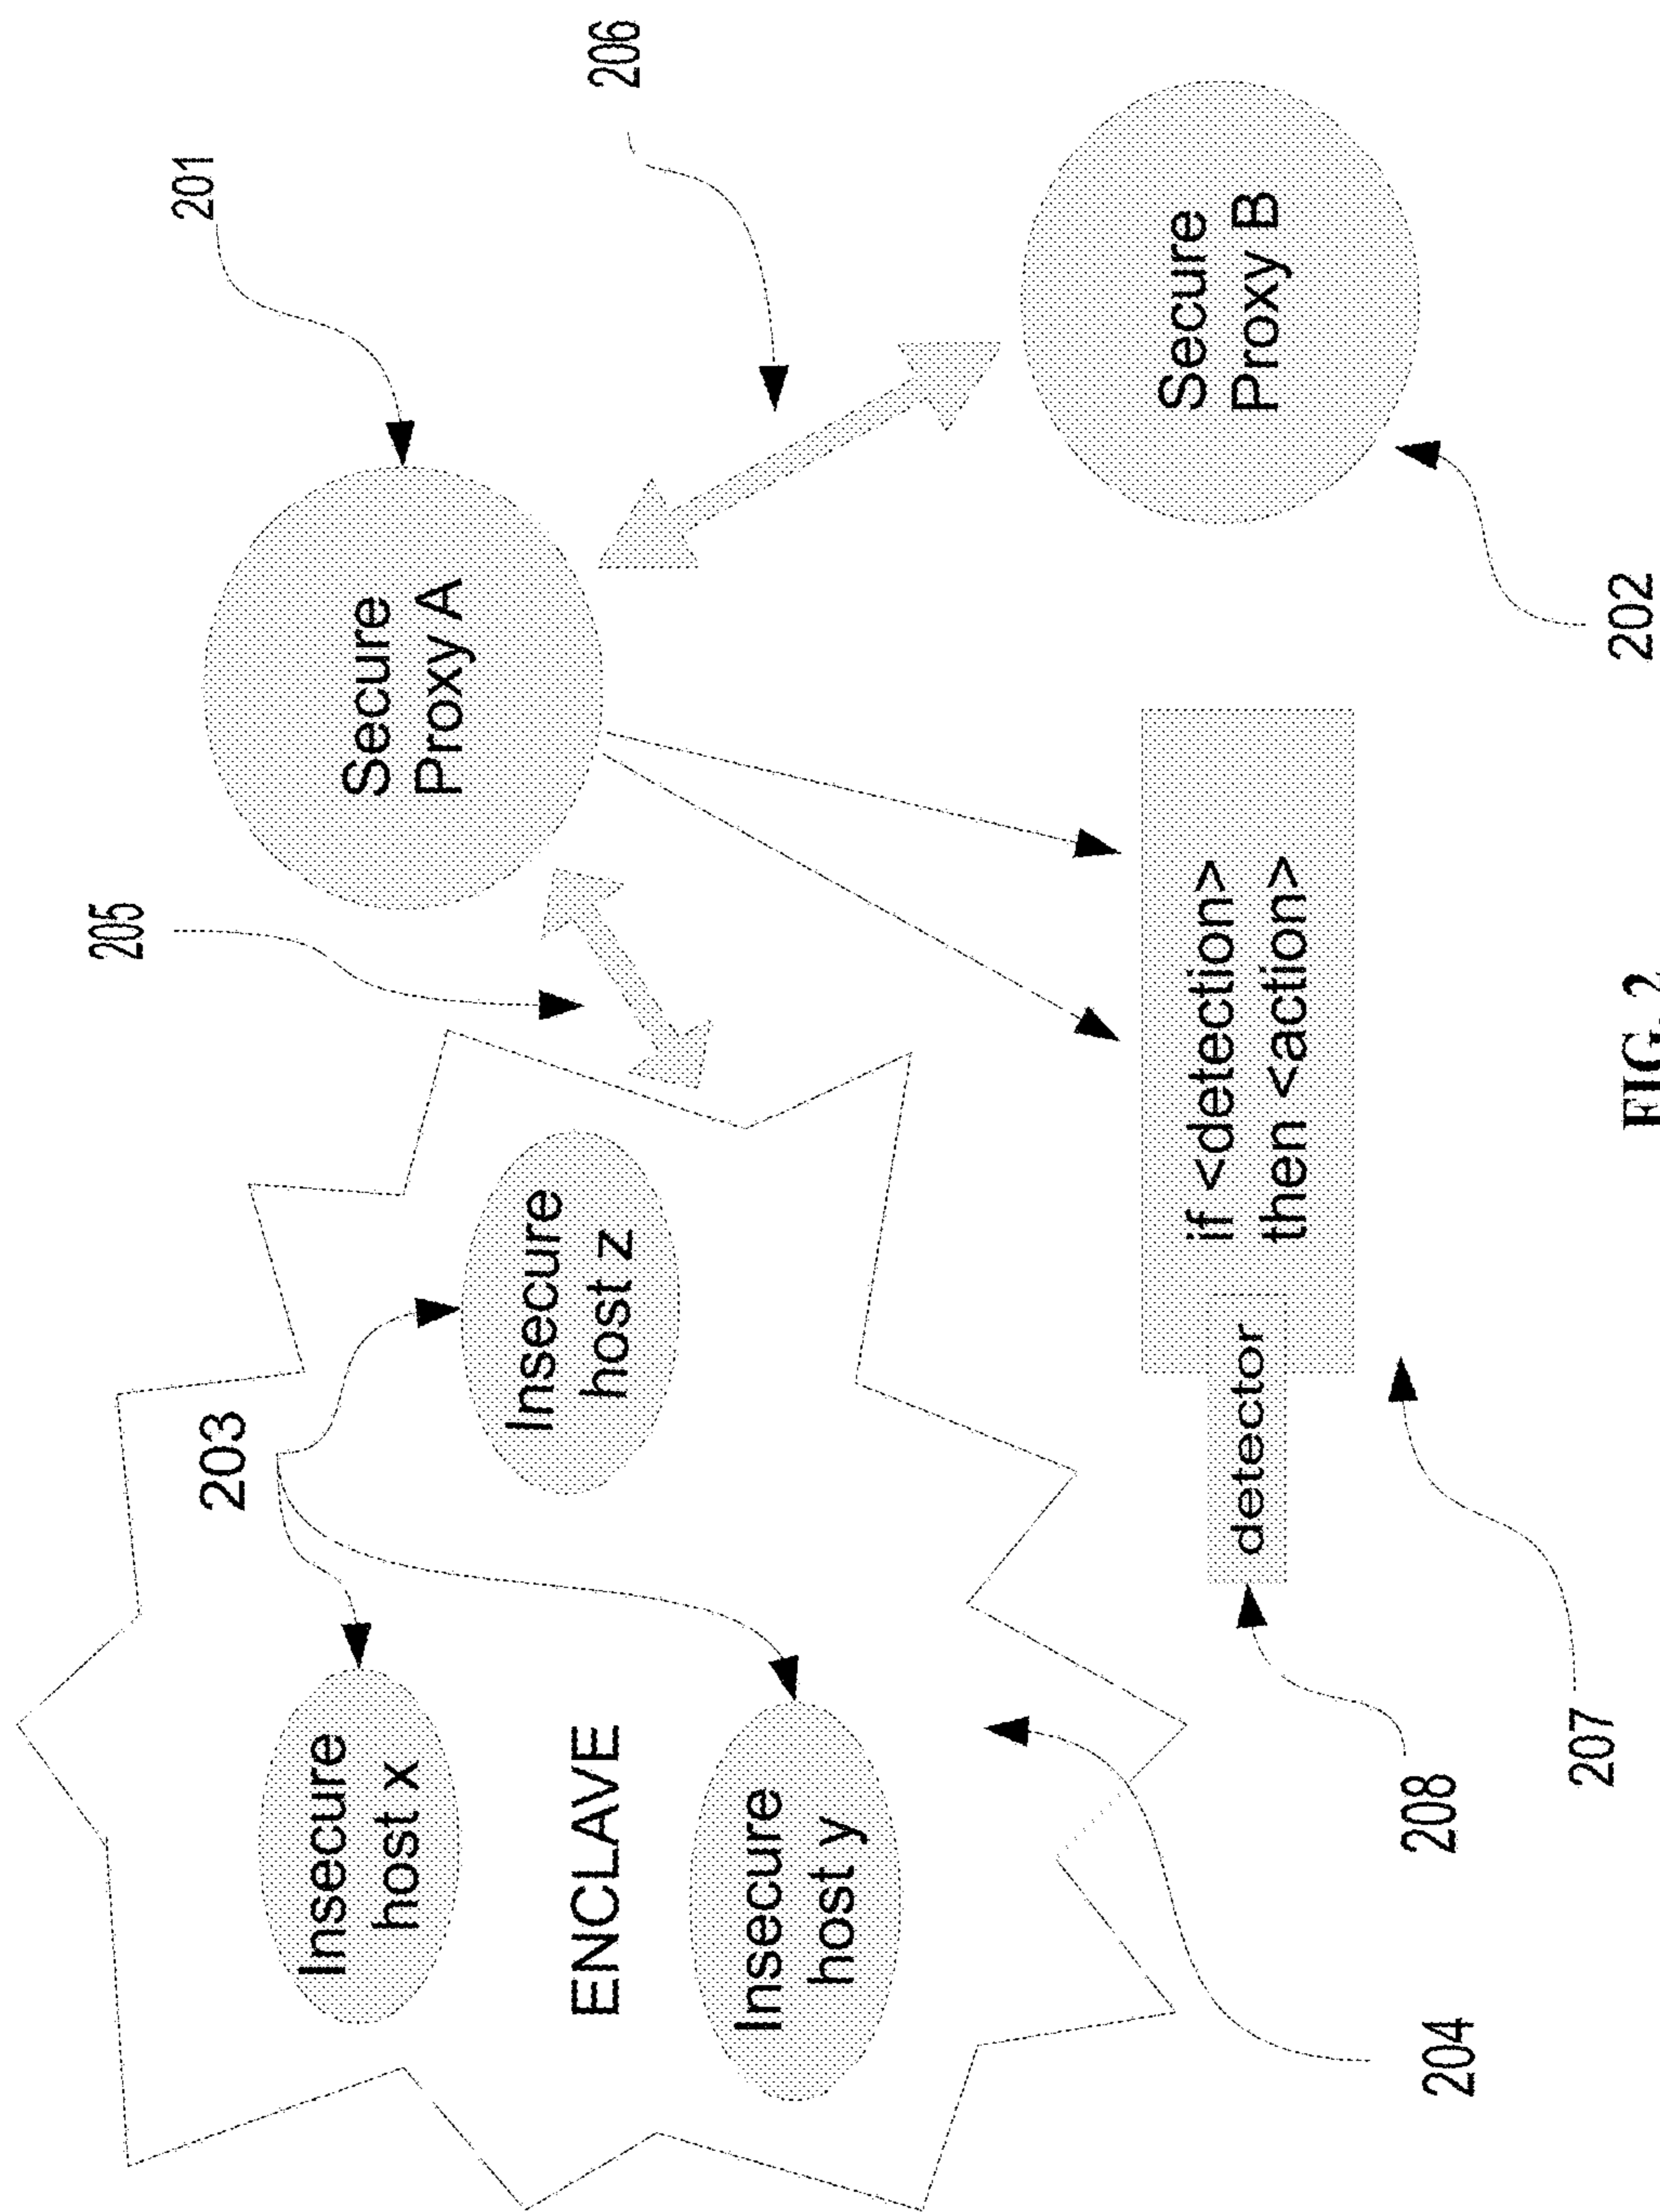 205
201
203
Insecure
host x
Secure
Proxy A
Insecure
host z
ENCLAVE
206
Insecure
host y
Secure
Proxy B
if <detection>
then <action>
detector
208
204
207
202
FIG. 2